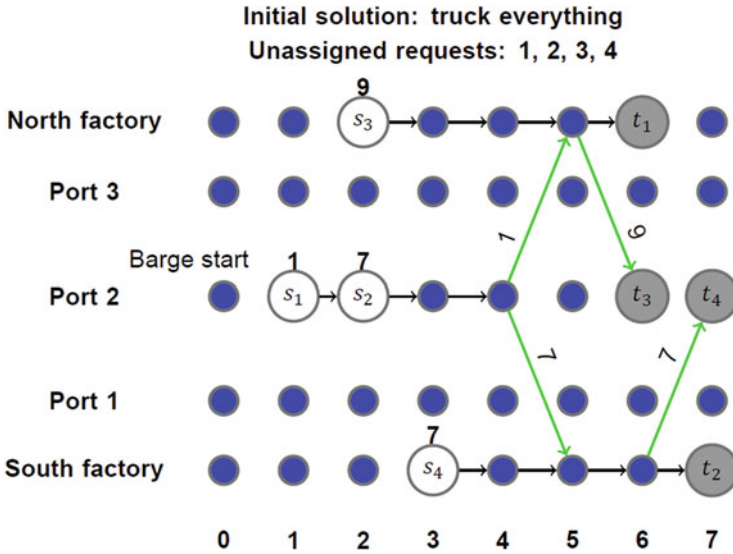 Initial solution: truck everything
Unassigned requests: 1, 2, 3, 4
9
North factory s₃ t₁
Port 3
1 9
Barge start 1 7
Port 2 s₁ s₂ t₃ t₄
7 7
Port 1
7
South factory s₄ t₂
0 1 2 3 4 5 6 7